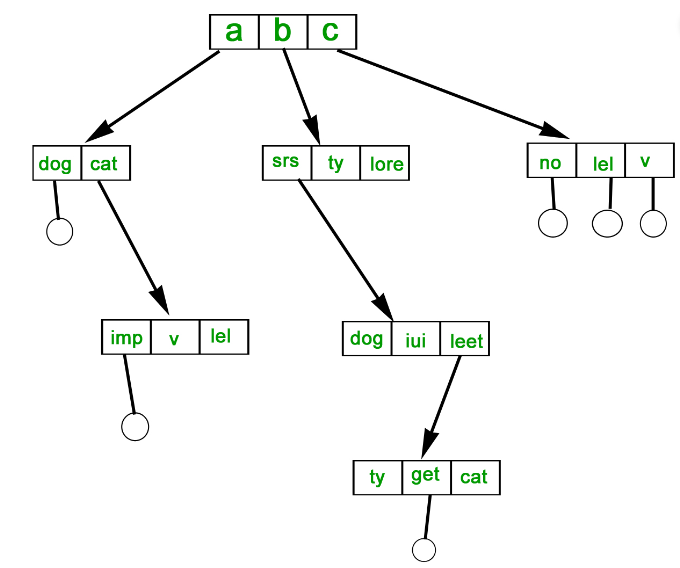 a b c
dog cat
srs ty lore
no lel v
imp v lel
dog iui leet
ty get cat